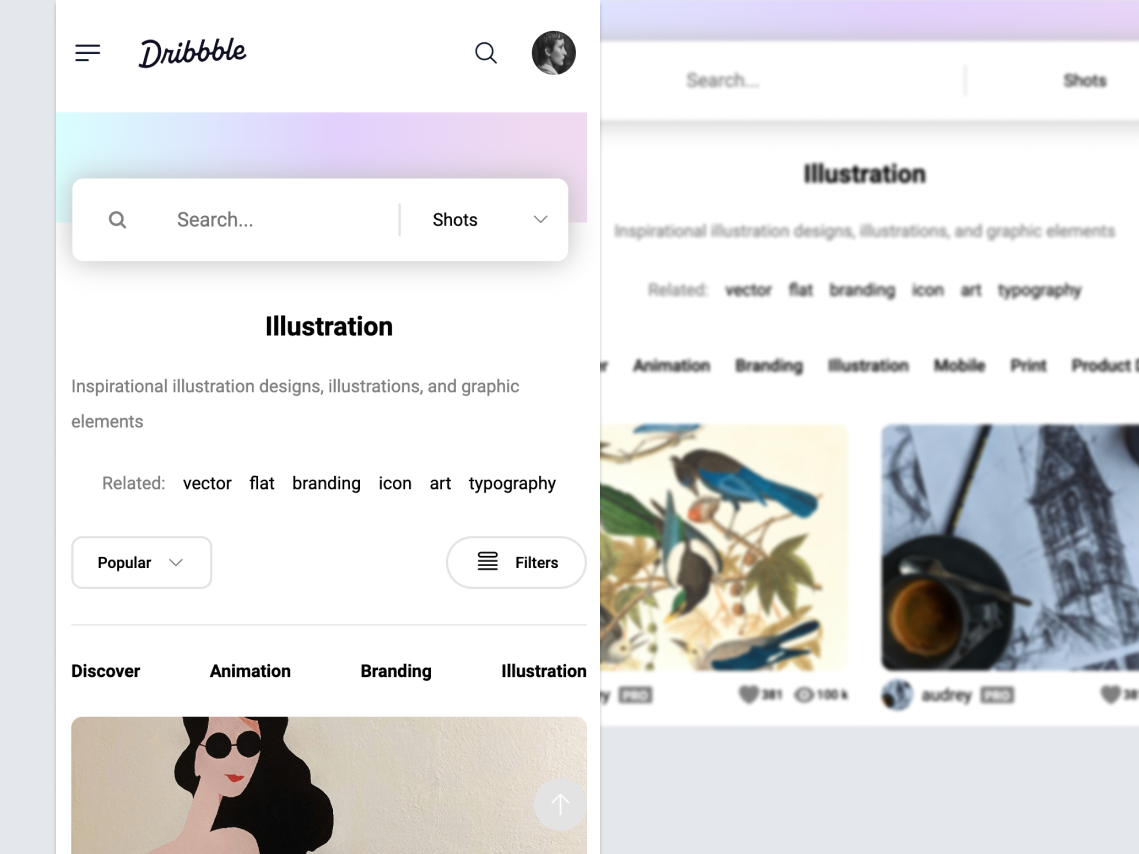 Dribbble
Search...
Shots
Illustration
Inspirational illustration designs, illustrations, and graphic
elements
Related: vector flat branding icon art typography
Popular
Filters
Discover Animation Branding Illustration
Search...
Shots
Illustration
Inspirational illustration designs, illustrations, and graphic elements
Related: vector flat branding icon art typography
Animation Branding Illustration Mobile Print Product
PRO 381 100 k
audrey PRO